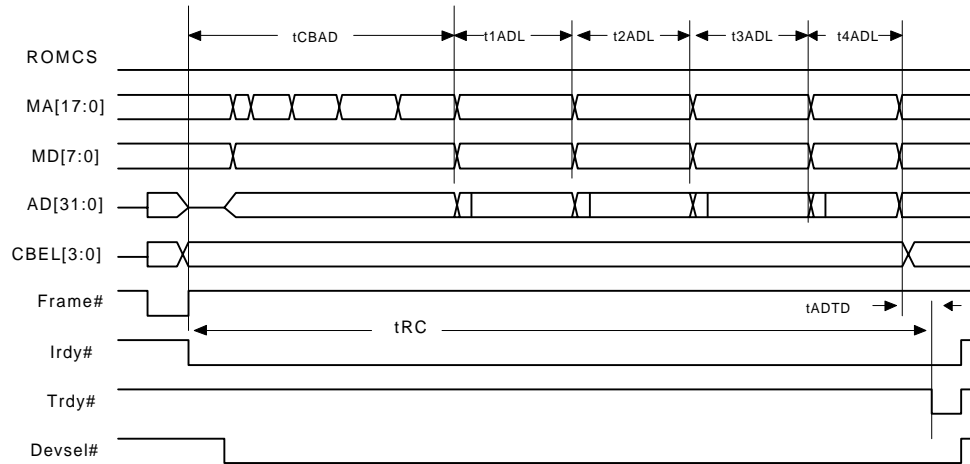 tCBAD t1ADL t2ADL t3ADL t4ADL
ROMCS
MA[17:0]
MD[7:0]
AD[31:0]
CBEL[3:0]
Frame#
tADTD
tRC
Irdy#
Trdy#
Devsel#